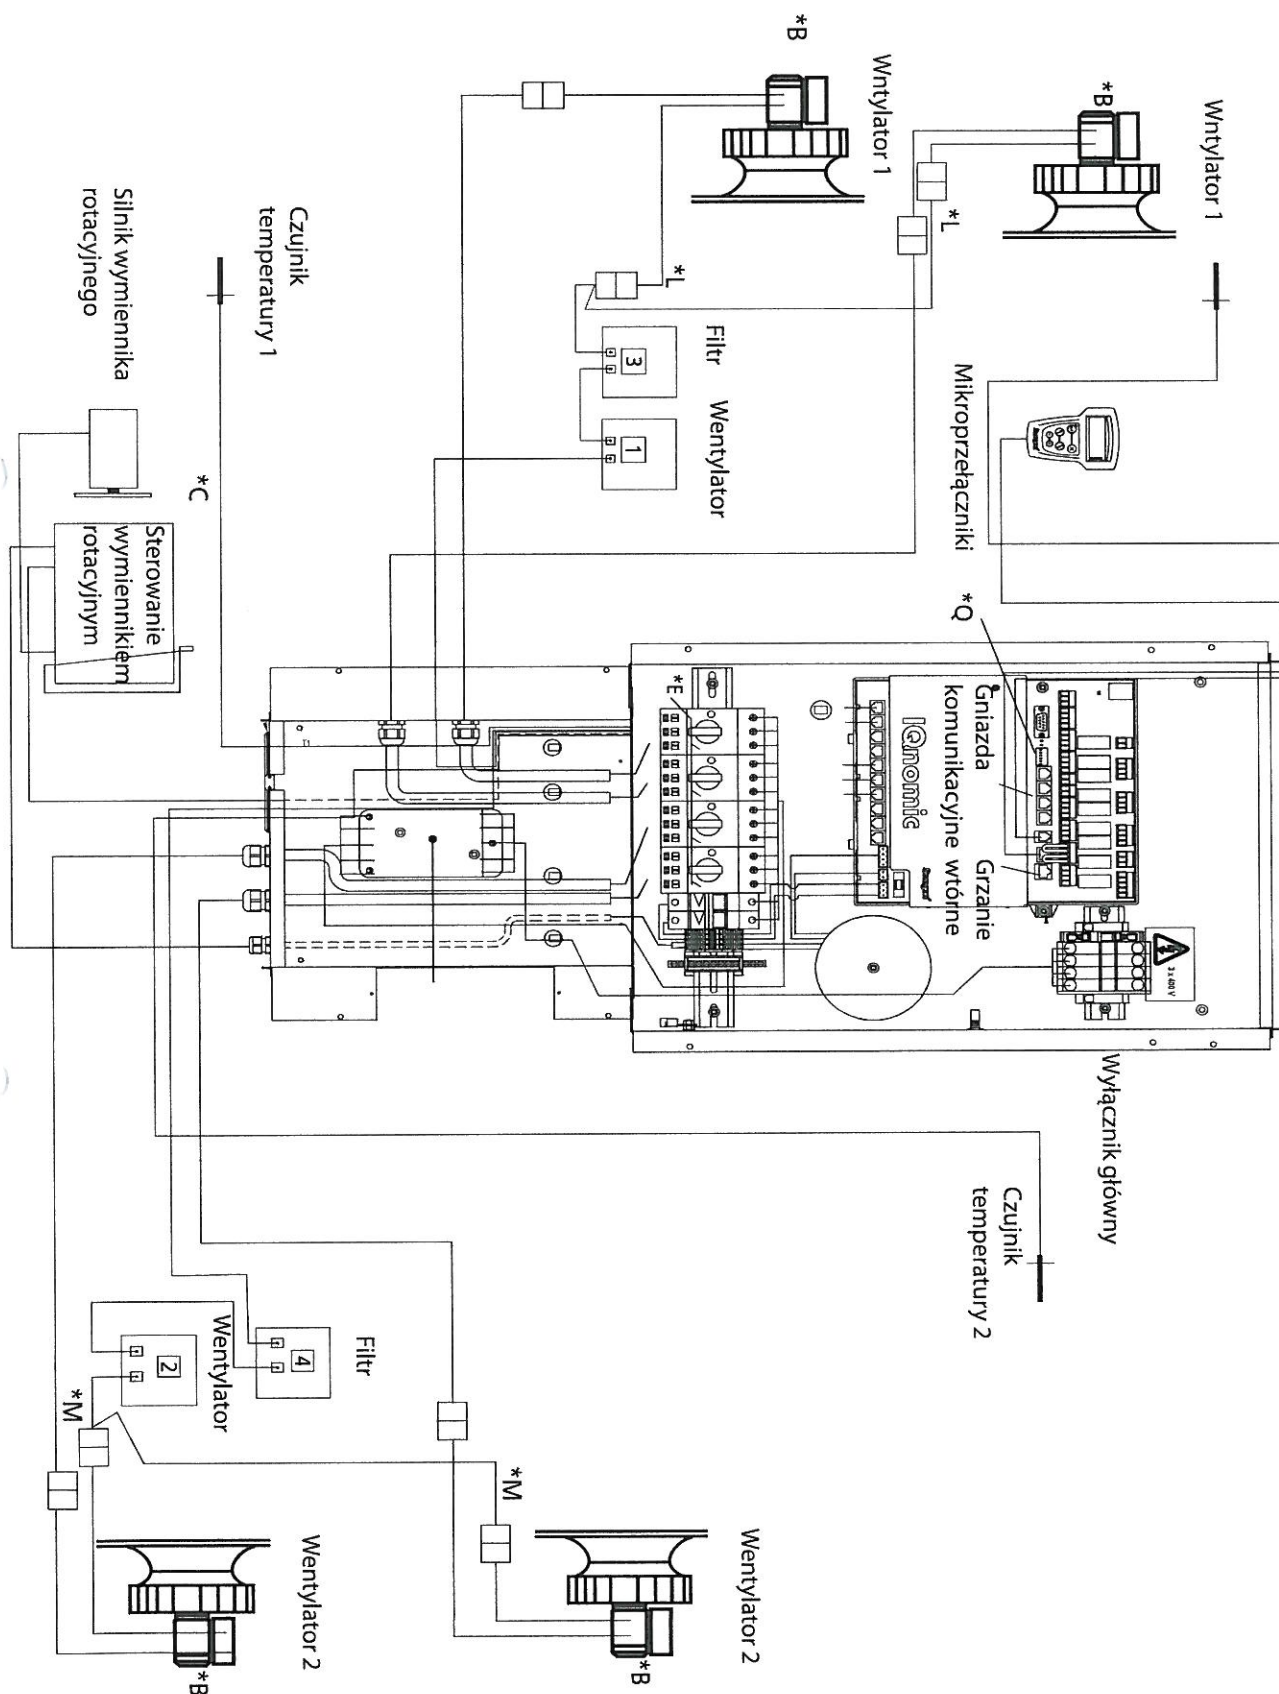 *B
Wntylator 1
*B
Wntylator 1
*L
*L
Filtr
3
Wentylator
1
Mikroprzełączniki
*Q
Czujnik
temperatury 1
Silnik wymiennika
rotacyjnego
*C
Sterowanie
wymiennikiem
rotacyjnym
*E
Gniazda
komunikacyjne wtórne
IQnomic
Grzanie
3 x 400 V
Wyłącznik główny
Czujnik
temperatury 2
Filtr
4
Wentylator
2
*M
*M
Wentylator 2
*B
Wentylator 2
*B